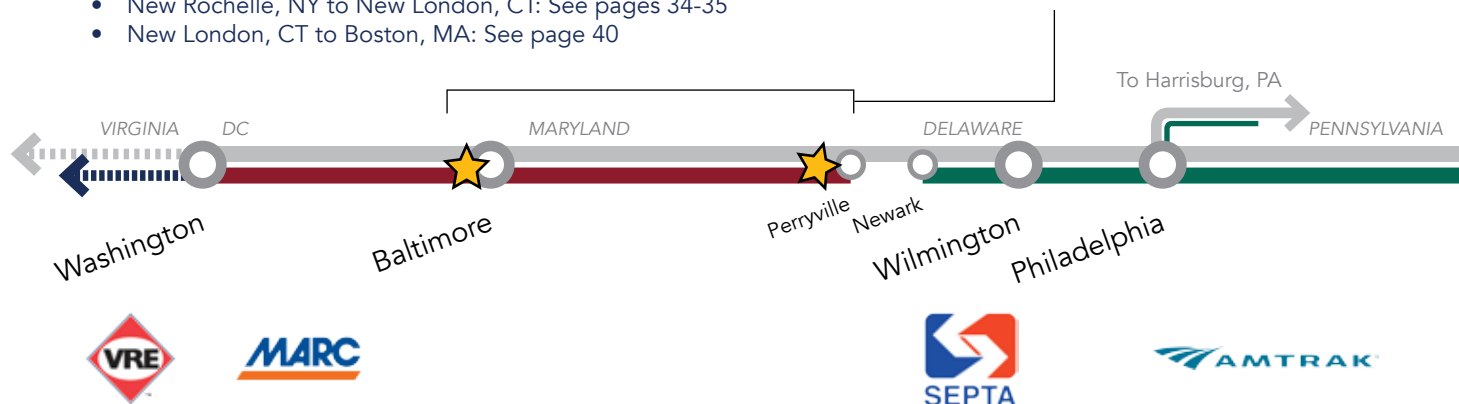 • New Rochelle, NY to New London, CT: See pages 34-35
• New London, CT to Boston, MA: See page 40
To Harrisburg, PA
VIRGINIA DC MARYLAND DELAWARE PENNSYLVANIA
Perryville Newark
Washington Baltimore Wilmington Philadelphia
VRE MARC SEPTA AMTRAK